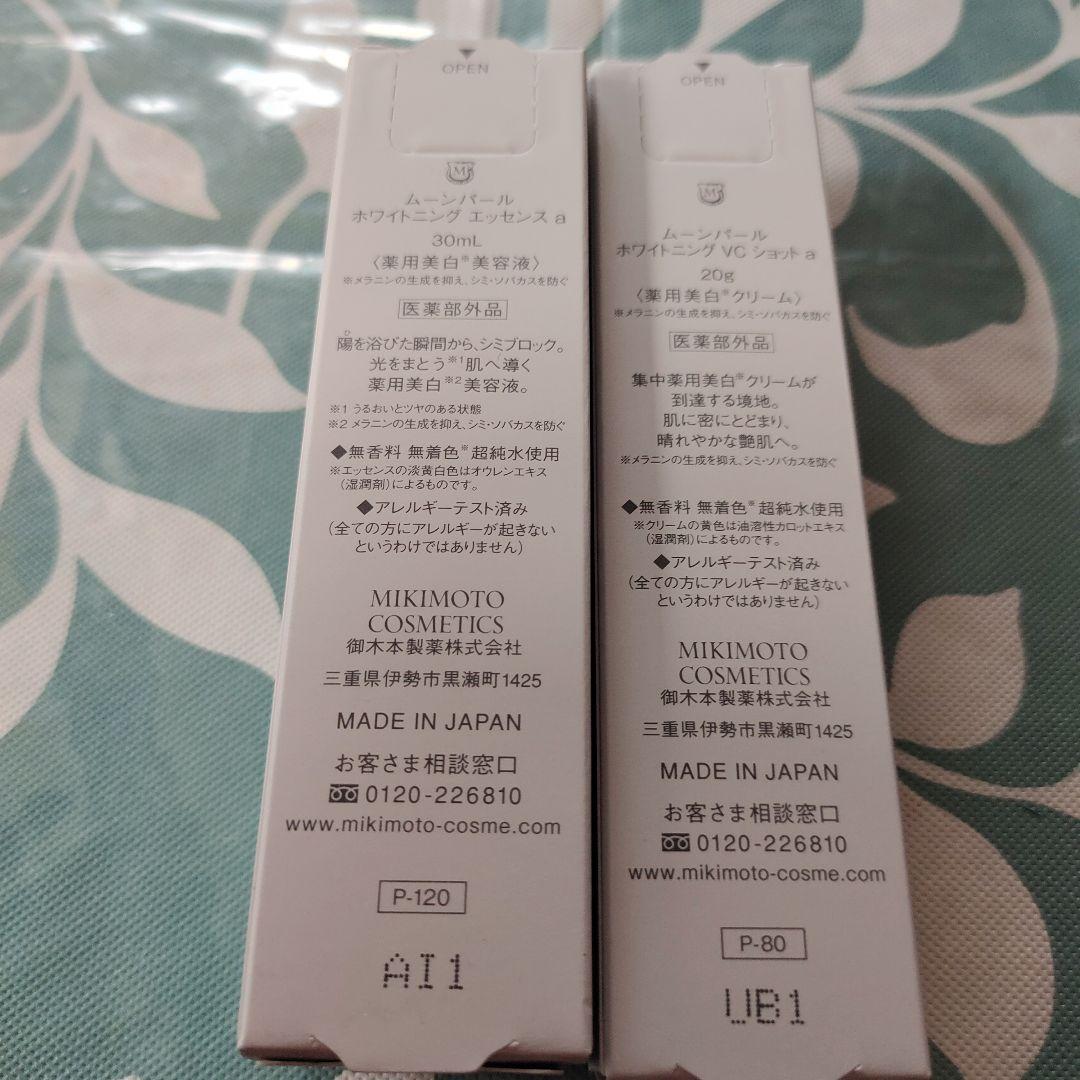 OPEN
M
ムーンパール
ホワイトニング エッセンス a
30mL
〈薬用美白※美容液〉
※メラニンの生成を抑え、シミ・ソバカスを防ぐ
医薬部外品
ひ
陽を浴びた瞬間から、シミブロック。
光をまとう※1肌へ導く
薬用美白※2美容液。
※1 うるおいとツヤのある状態
※2 メラニンの生成を抑え、シミ・ソバカスを防ぐ
◆無香料 無着色※超純水使用
※エッセンスの淡黄白色はオウレンエキス
（湿潤剤）によるものです。
◆アレルギーテスト済み
（全ての方にアレルギーが起きない
というわけではありません）
MIKIMOTO
COSMETICS
御木本製薬株式会社
三重県伊勢市黒瀬町1425
MADE IN JAPAN
お客さま相談窓口
0120-226810
www.mikimoto-cosme.com
P-120
AI1
OPEN
M
ムーンパール
ホワイトニング VC ショット a
20g
〈薬用美白※クリーム〉
※メラニンの生成を抑え、シミ・ソバカスを防ぐ
医薬部外品
集中薬用美白※クリームが
到達する境地。
肌に密にとどまり、
晴れやかな艶肌へ。
※メラニンの生成を抑え、シミ・ソバカスを防ぐ
◆無香料 無着色※超純水使用
※クリームの黄色は油溶性カロットエキス
（湿潤剤）によるものです。
◆アレルギーテスト済み
（全ての方にアレルギーが起きない
というわけではありません）
MIKIMOTO
COSMETICS
御木本製薬株式会社
三重県伊勢市黒瀬町1425
MADE IN JAPAN
お客さま相談窓口
0120-226810
www.mikimoto-cosme.com
P-80
UB1